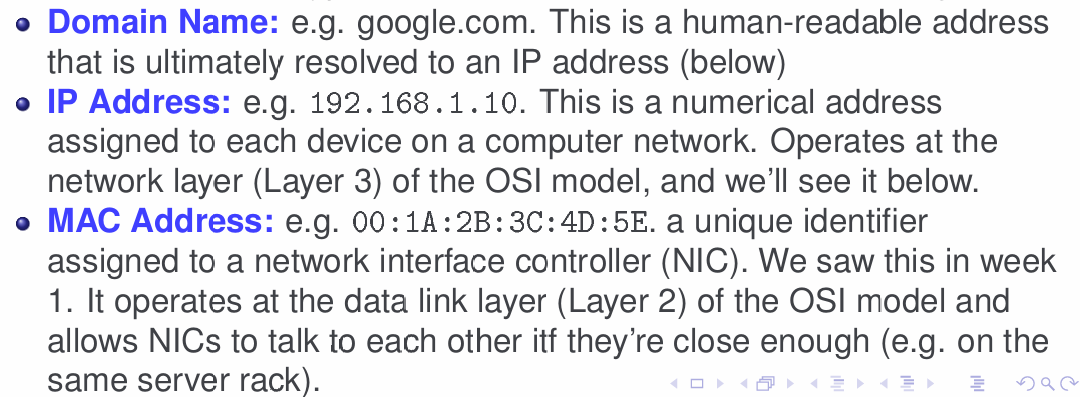 Domain Name: e.g. google.com. This is a human-readable address
that is ultimately resolved to an IP address (below)
IP Address: e.g. 192.168.1.10. This is a numerical address
assigned to each device on a computer network. Operates at the
network layer (Layer 3) of the OSI model, and we'll see it below.
MAC Address: e.g. 00:1A:2B:3C:4D:5E. a unique identifier
assigned to a network interface controller (NIC). We saw this in week
1. It operates at the data link layer (Layer 2) of the OSI model and
allows NICs to talk to each other itf they're close enough (e.g. on the
same server rack).